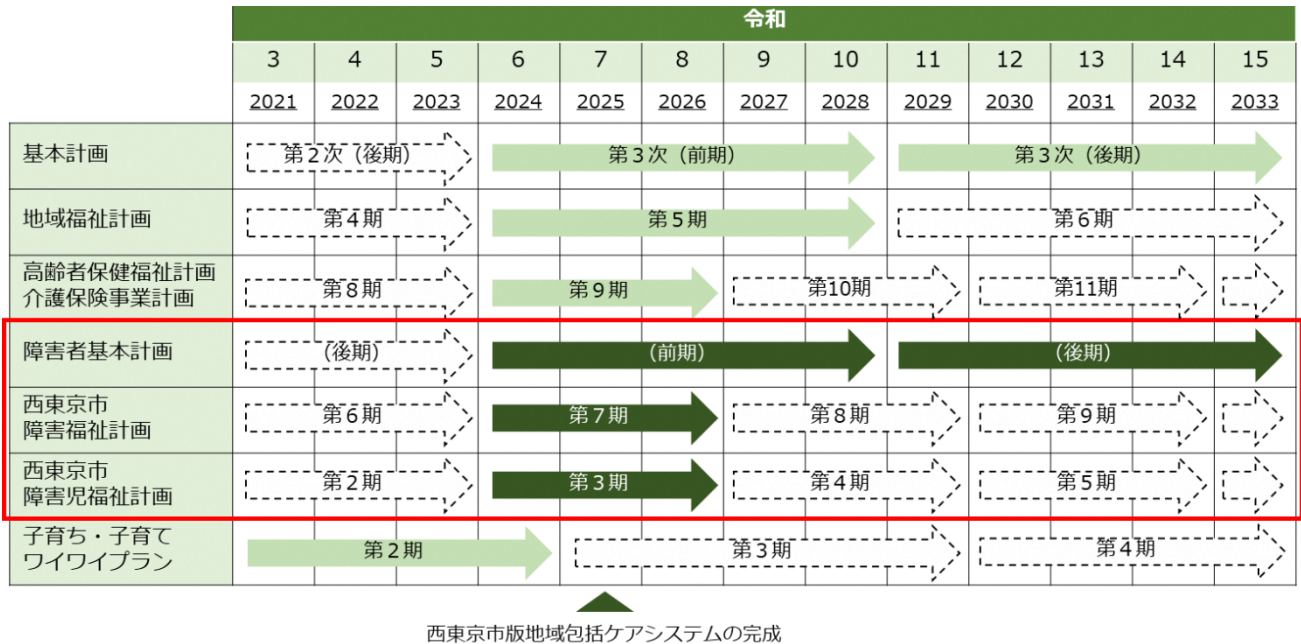 令和
3 4 5 6 7 8 9 10 11 12 13 14 15
2021 2022 2023 2024 2025 2026 2027 2028 2029 2030 2031 2032 2033
基本計画 第2次（後期） 第3次（前期） 第3次（後期）
地域福祉計画 第4期 第5期 第6期
高齢者保健福祉計画
介護保険事業計画 第8期 第9期 第10期 第11期
障害者基本計画 (後期) (前期) (後期)
西東京市
障害福祉計画 第6期 第7期 第8期 第9期
西東京市
障害児福祉計画 第2期 第3期 第4期 第5期
子育ち・子育て
ワイワイプラン 第2期 第3期 第4期
西東京市版地域包括ケアシステムの完成